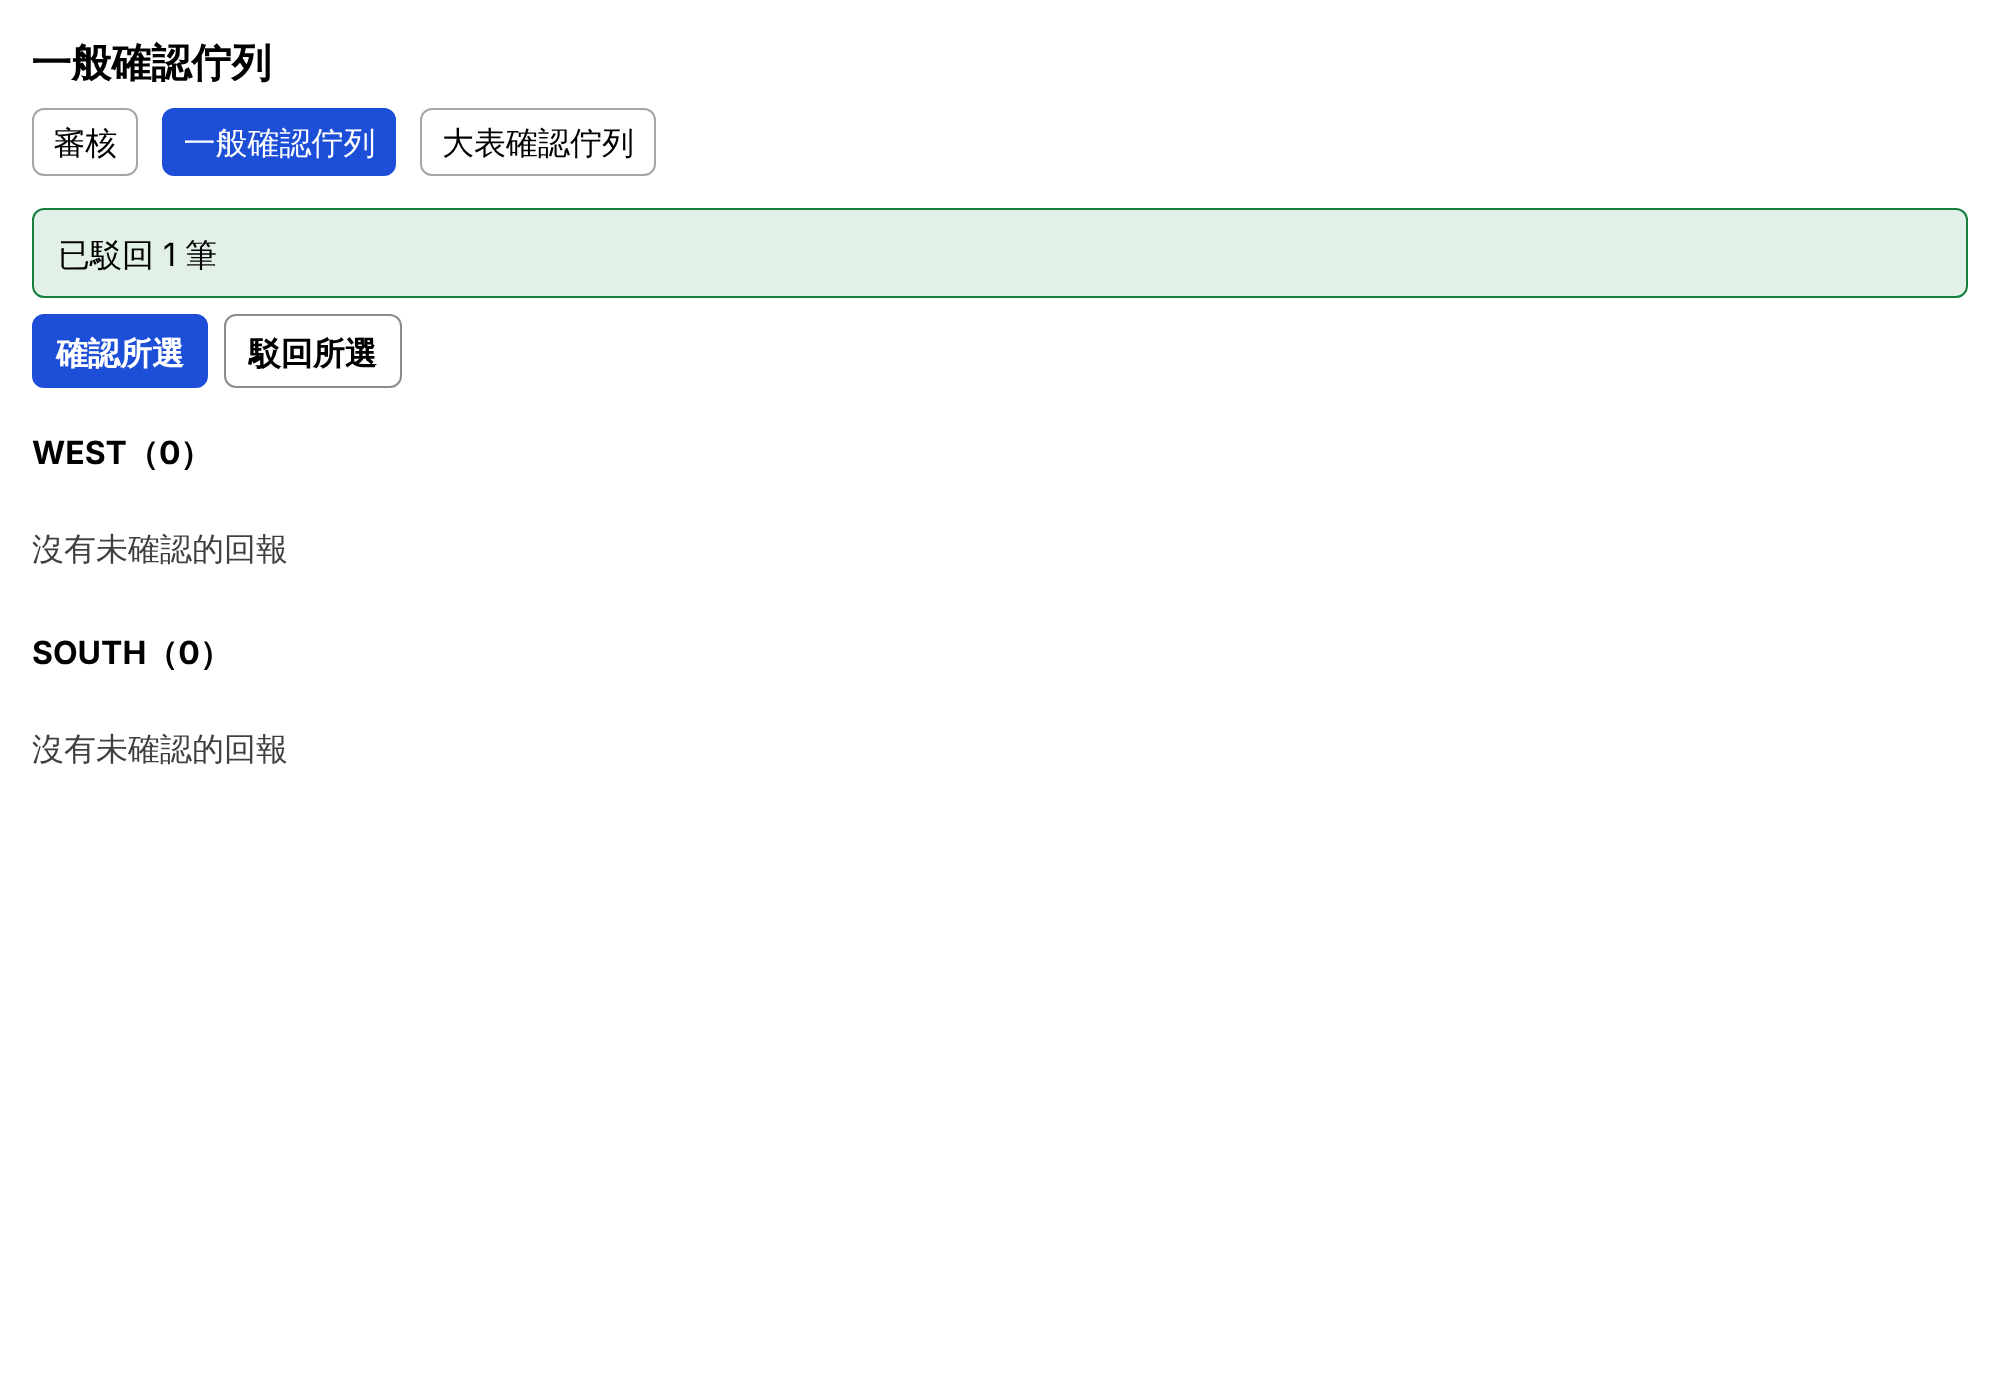 一般確認佇列
審核 一般確認佇列 大表確認佇列
已駁回 1 筆
確認所選 駁回所選
WEST（0）
沒有未確認的回報
SOUTH（0）
沒有未確認的回報